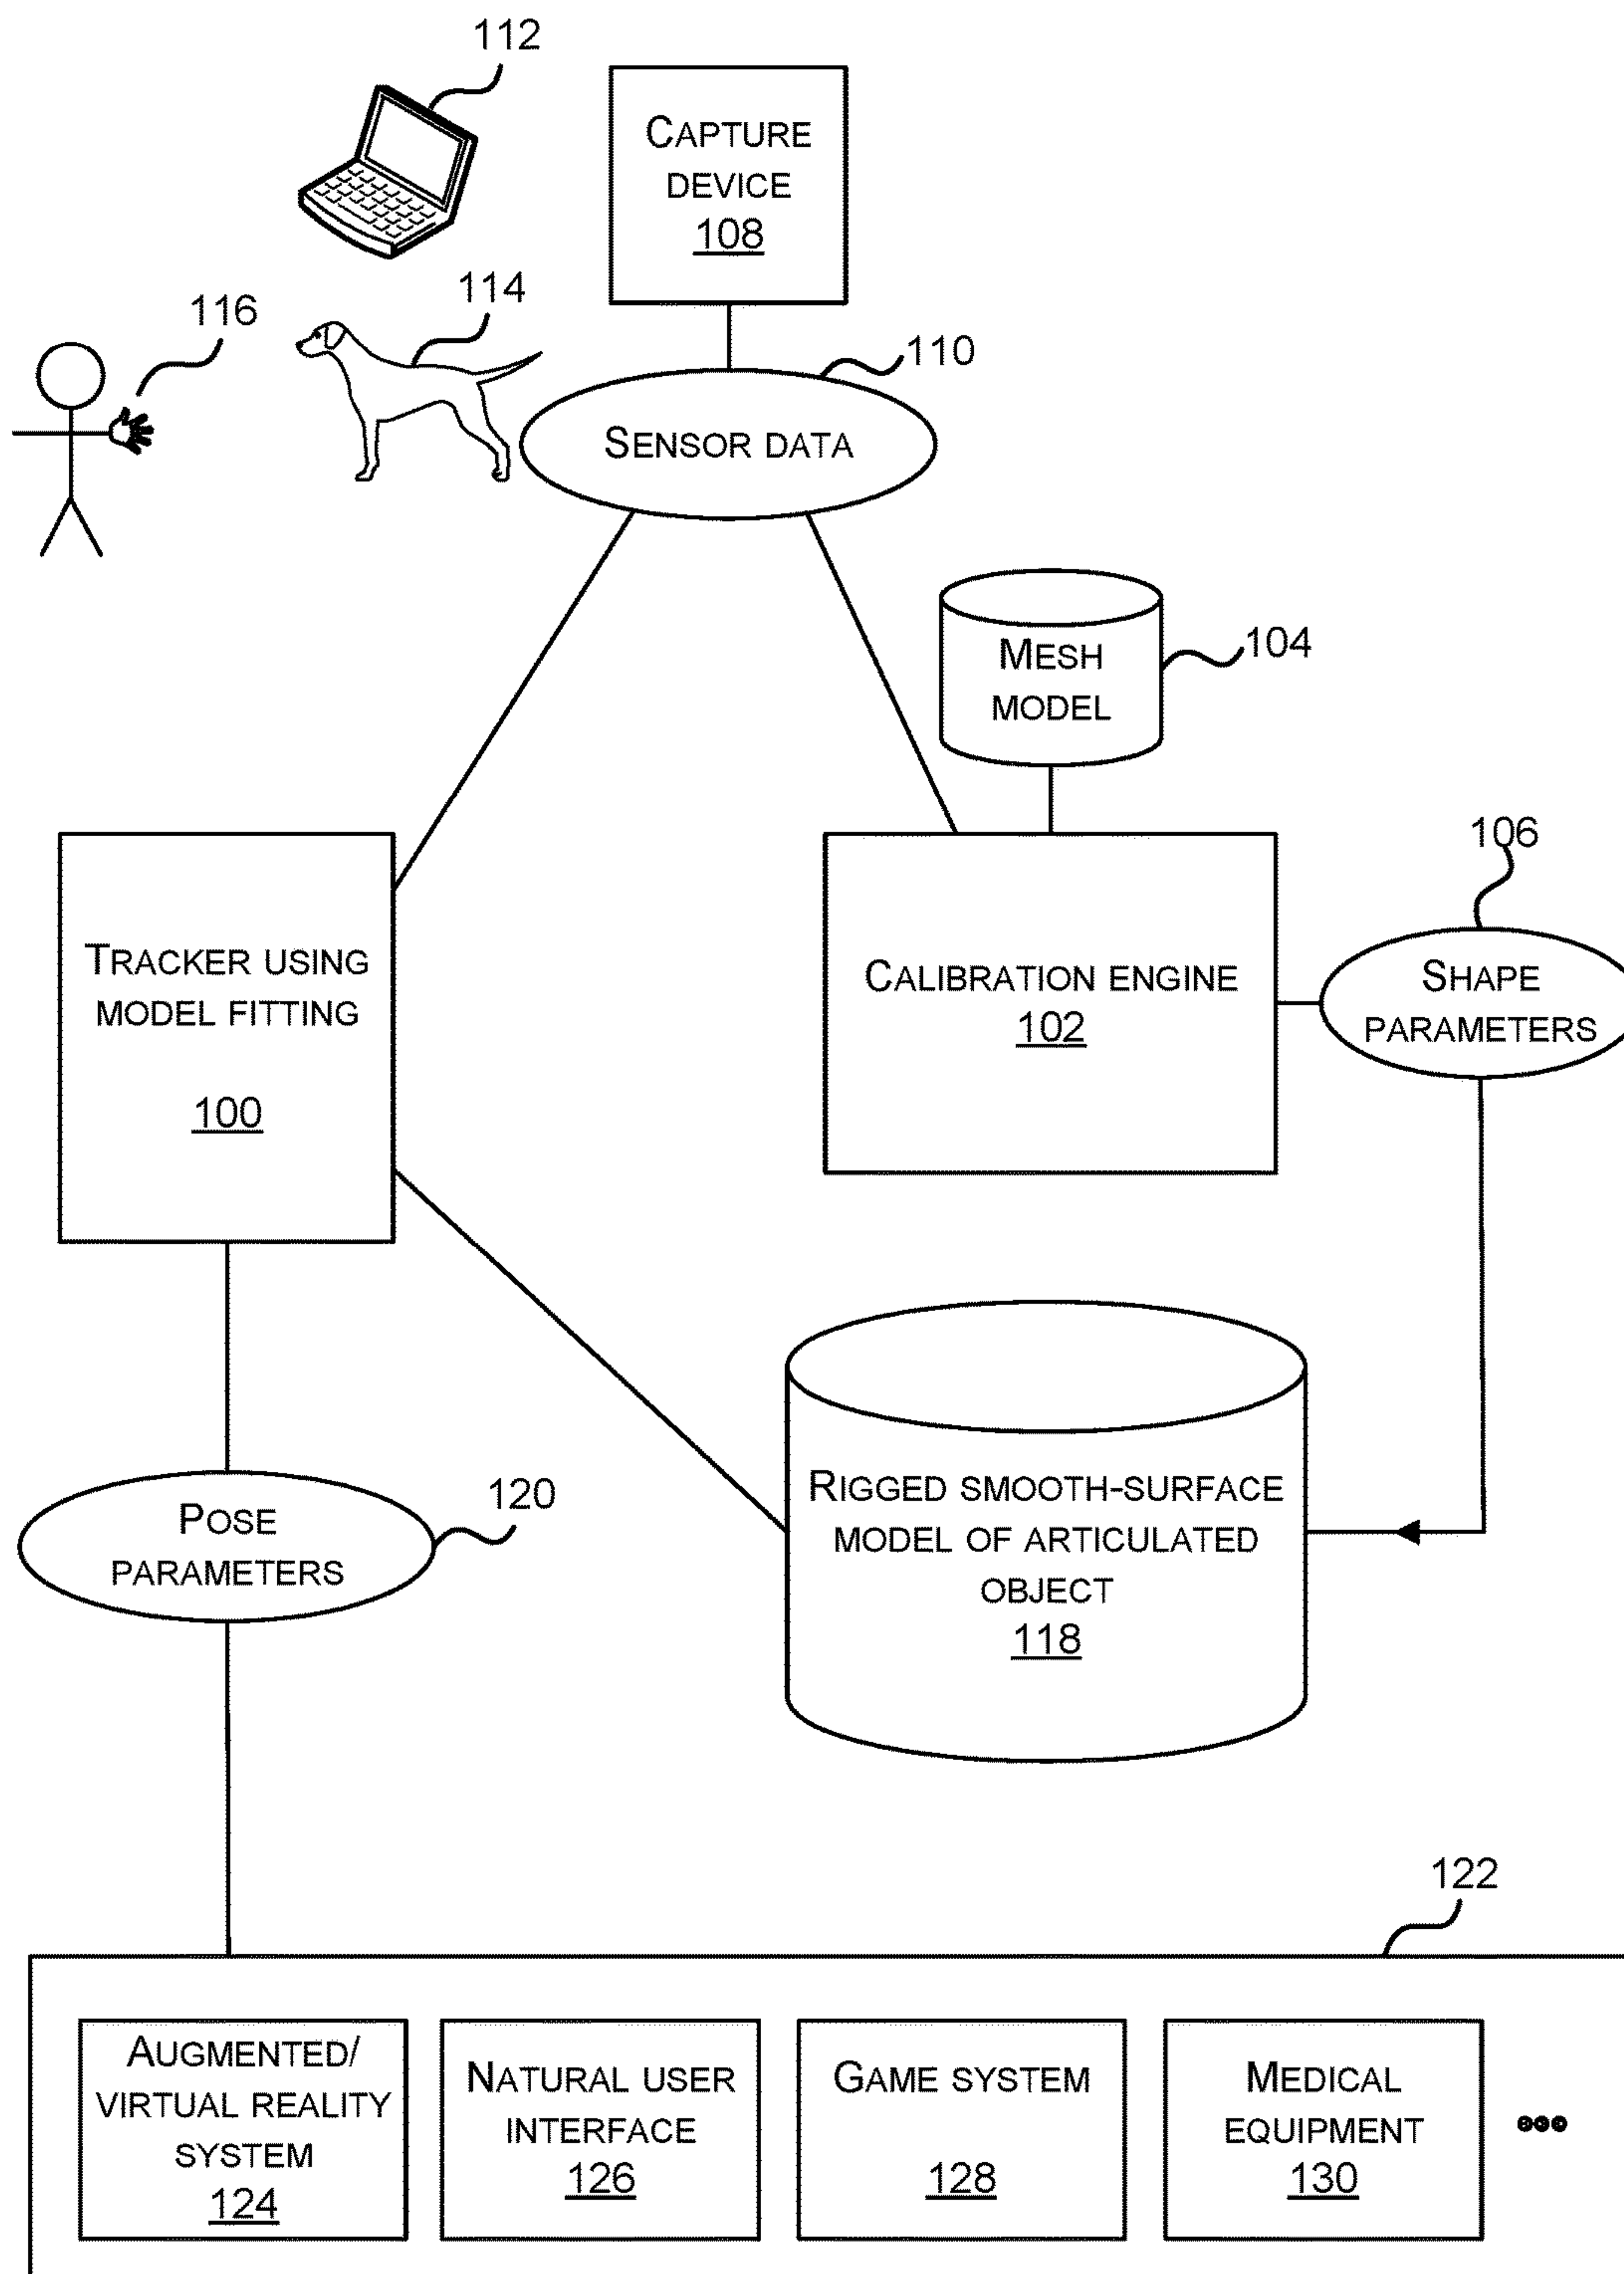 112
CAPTURE
DEVICE
108
116
114
110
SENSOR DATA
MESH
MODEL
104
106
TRACKER USING
MODEL FITTING
100
CALIBRATION ENGINE
102
SHAPE
PARAMETERS
RIGGED SMOOTH-SURFACE
MODEL OF ARTICULATED
OBJECT
118
POSE
PARAMETERS
120
122
AUGMENTED/
VIRTUAL REALITY
SYSTEM
124
NATURAL USER
INTERFACE
126
GAME SYSTEM
128
MEDICAL
EQUIPMENT
130